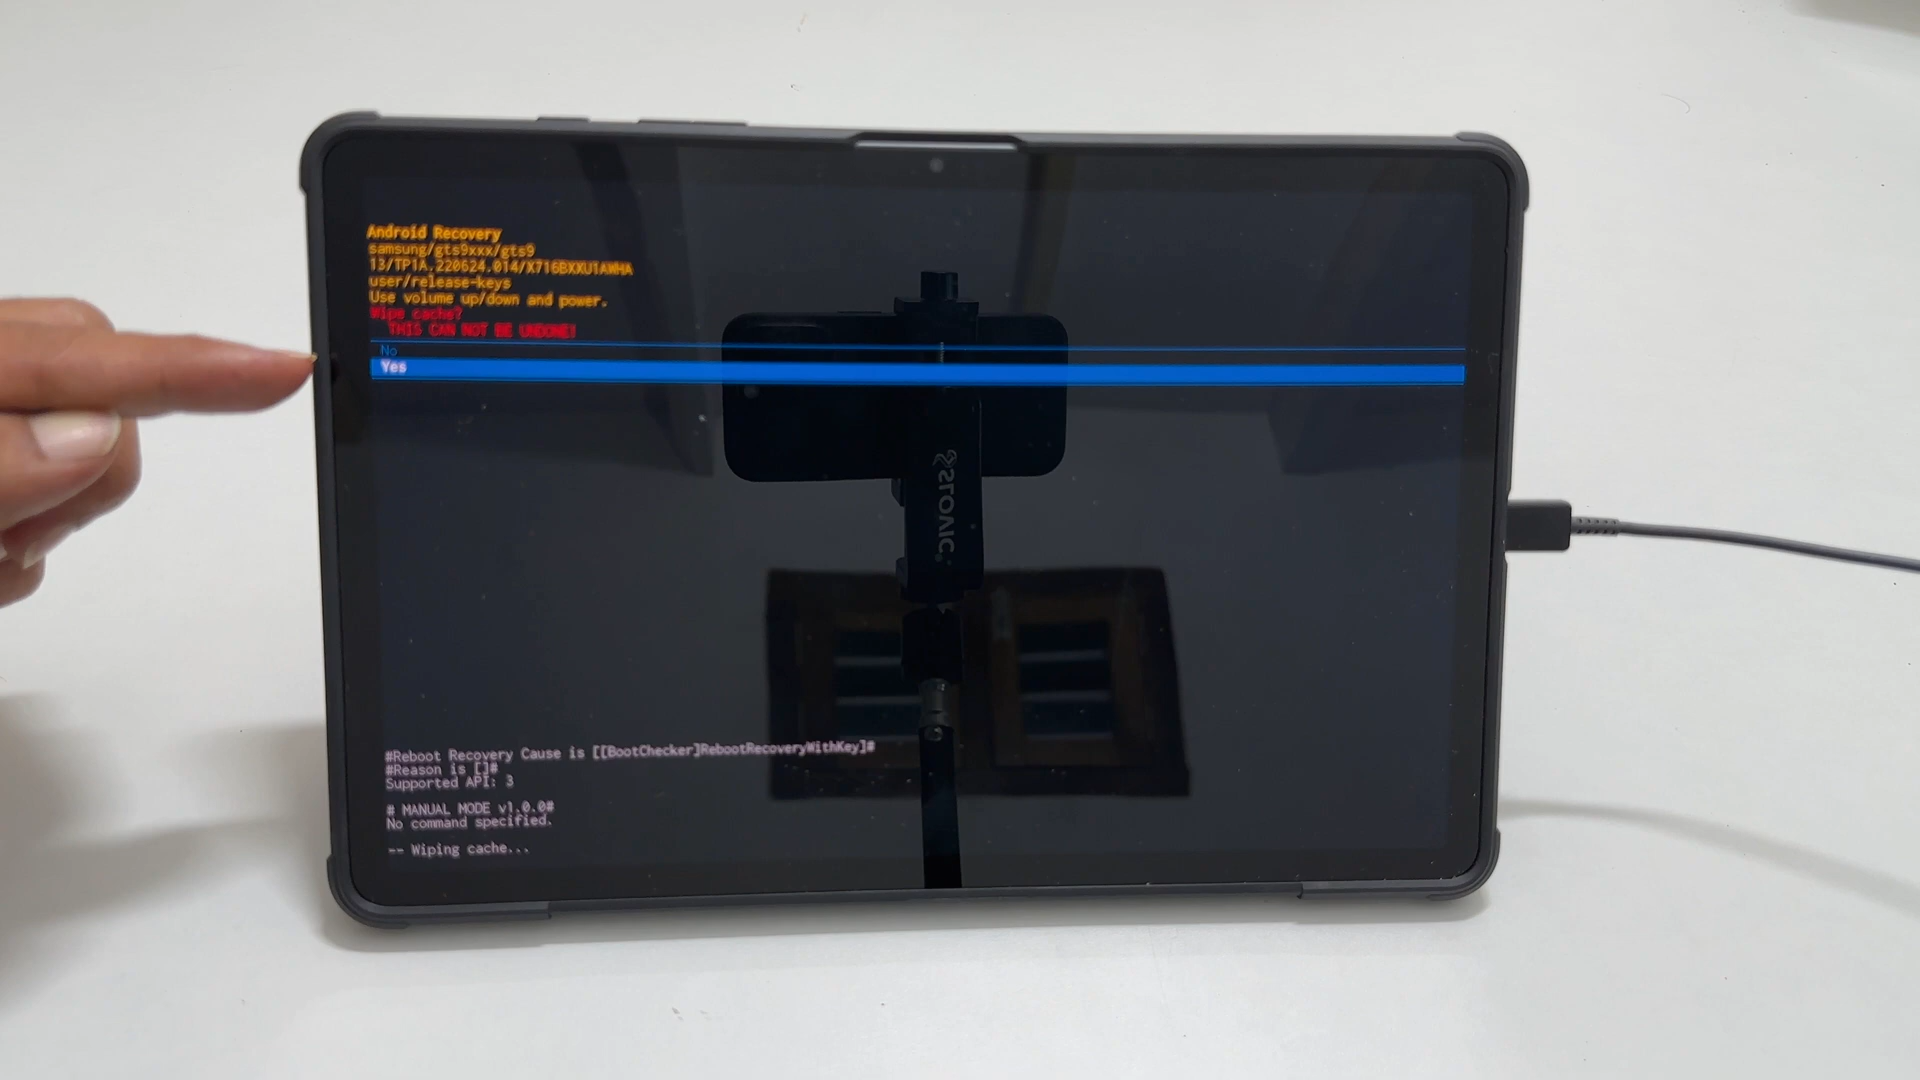 Android Recovery
samsung/gts9xxx/gts9
13/TP1A.220624.014/X716BXXU1AWHA
user/release-keys
Use volume up/down and power.
Wipe cache?
THIS CAN NOT BE UNDONE!
No
Yes
STOVIC
#Reboot Recovery Cause is [[BootChecker]RebootRecoveryWithKey]#
#Reason is []#
Supported API: 3
# MANUAL MODE v1.0.0#
No command specified.
-- Wiping cache...